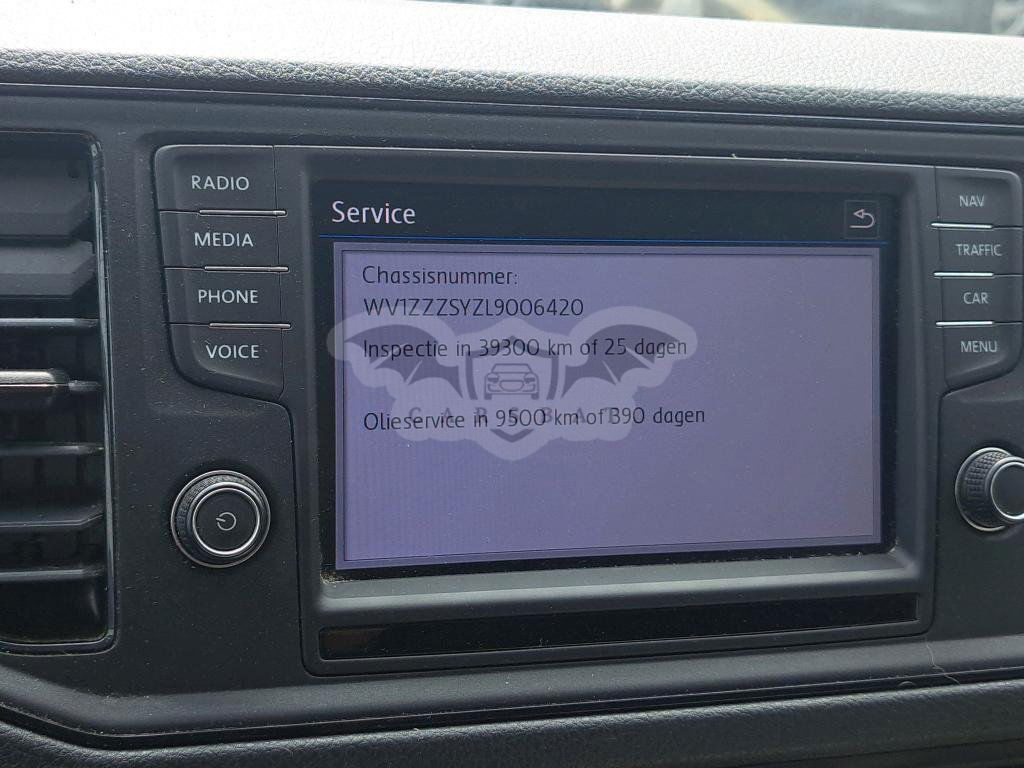 RADIO
MEDIA
PHONE
VOICE
Service
Chassisnummer:
WV1ZZZSYZL9006420
Inspectie in 39300 km of 25 dagen
Olieservice in 9500 km of 390 dagen
CARSBAT
NAV
TRAFFIC
CAR
MENU